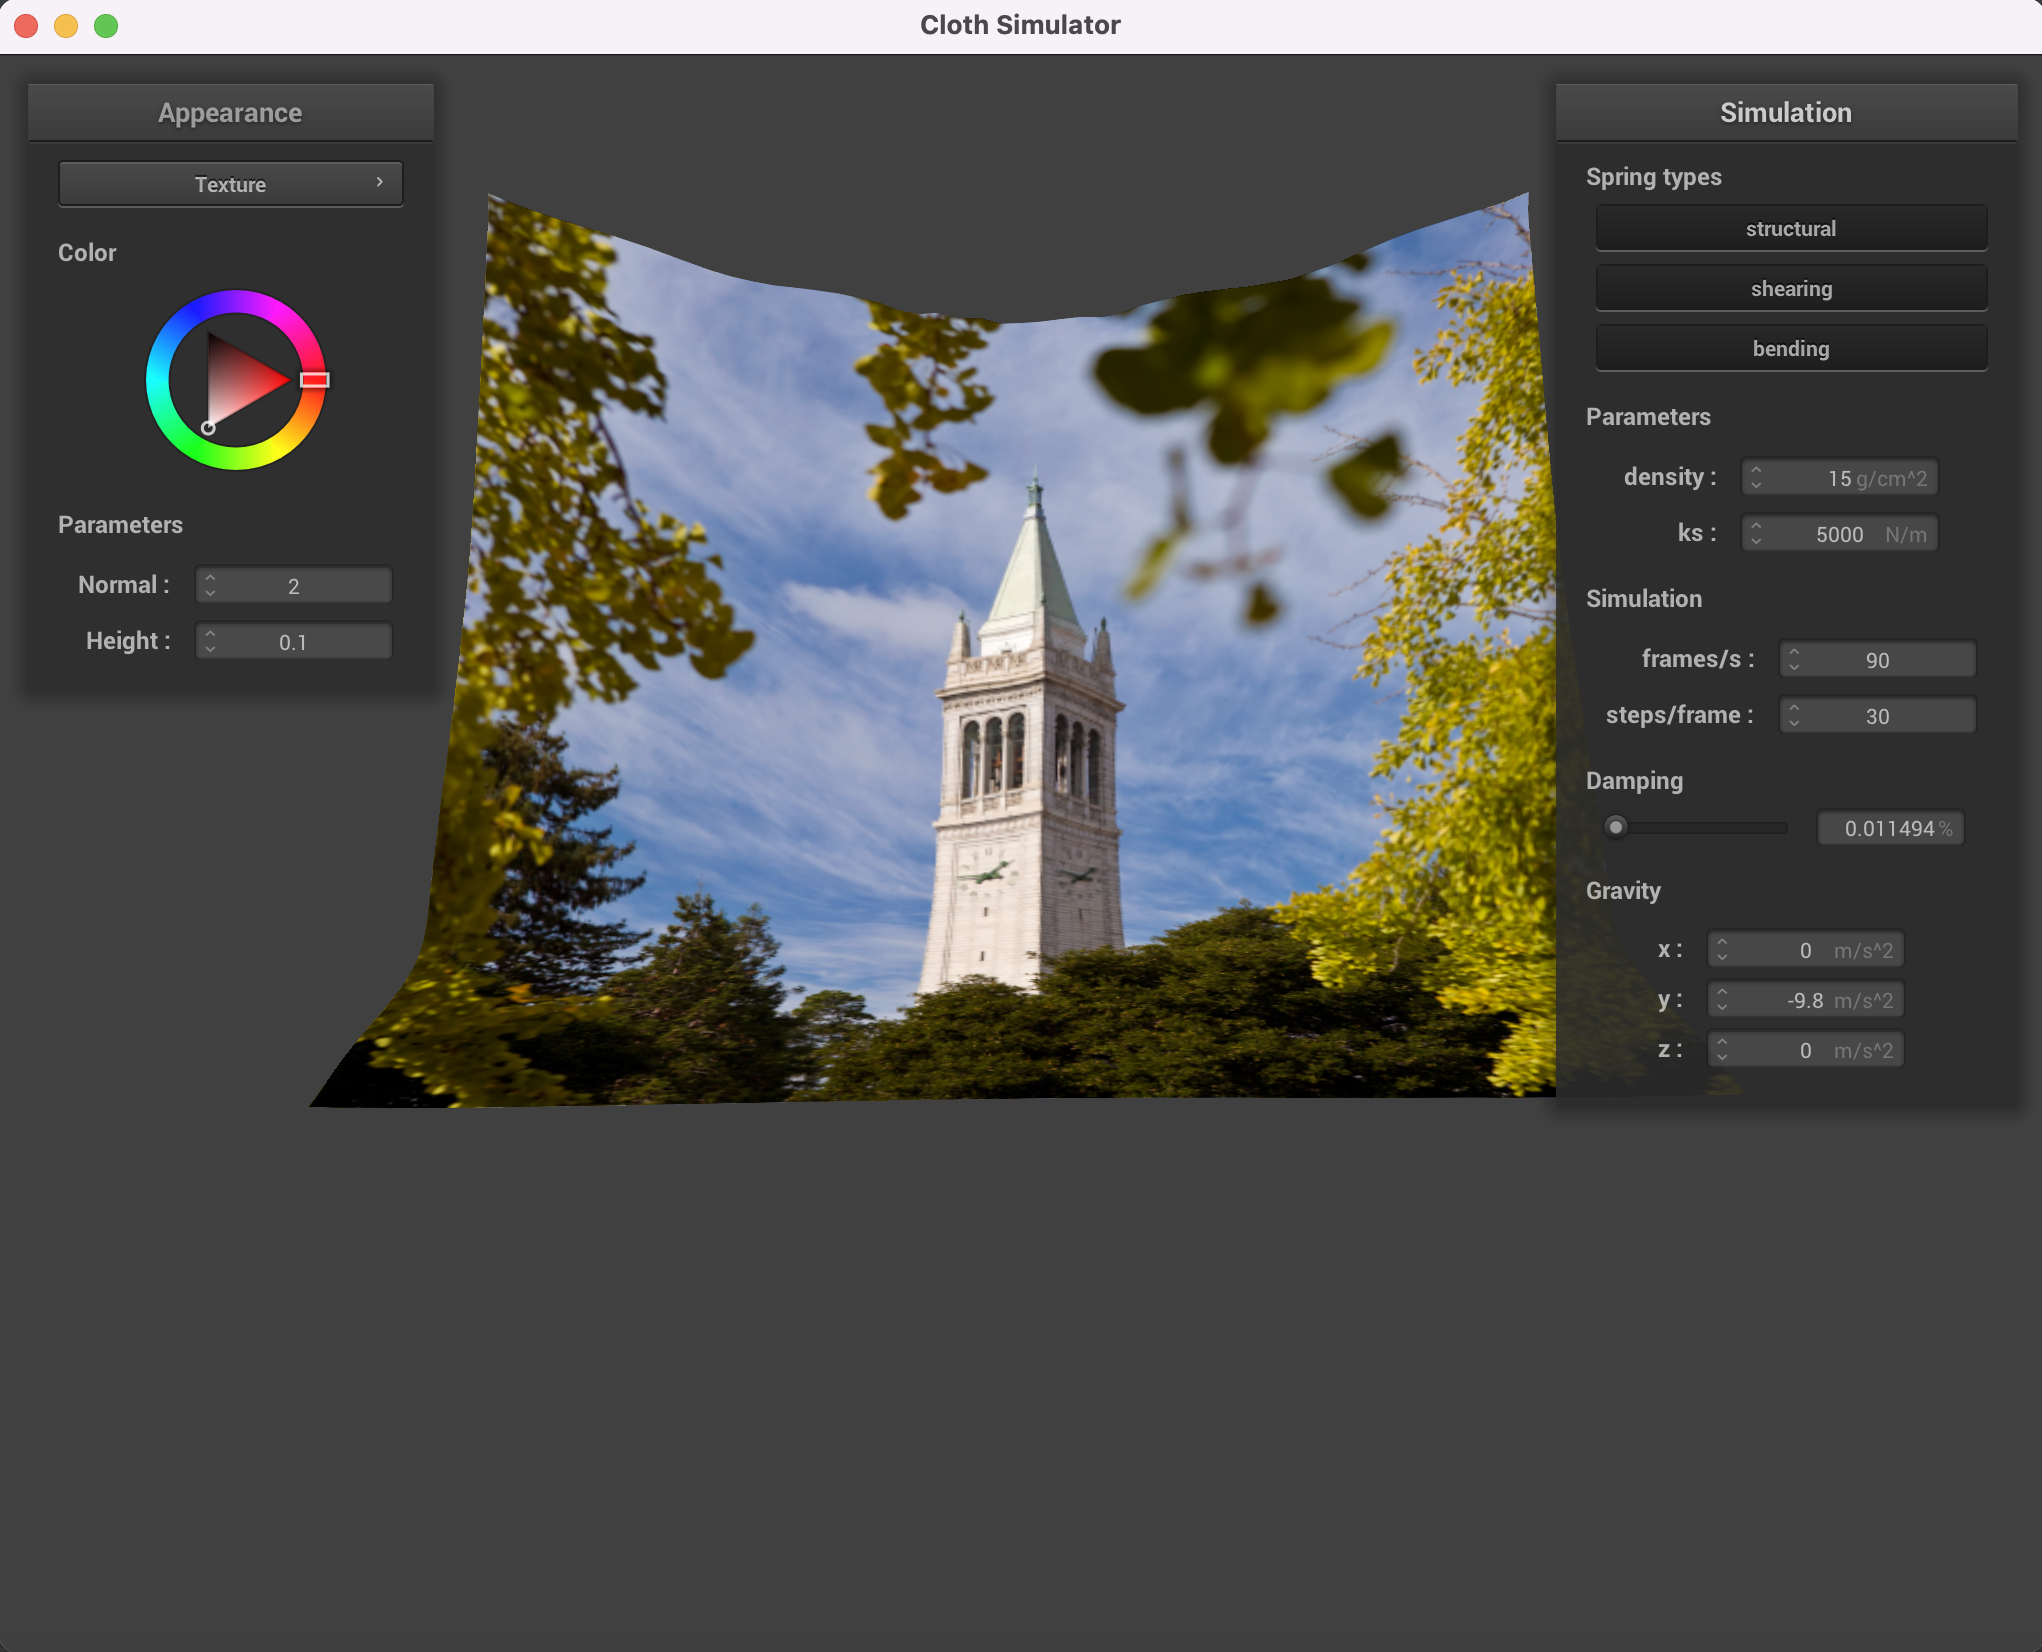 Cloth Simulator
Appearance
Texture
Color
Parameters
Normal : 2
Height : 0.1
Simulation
Spring types
structural
shearing
bending
Parameters
density : 15 g/cm^2
ks : 5000 N/m
Simulation
frames/s : 90
steps/frame : 30
Damping
0.011494 %
Gravity
x : 0 m/s^2
y : -9.8 m/s^2
z : 0 m/s^2